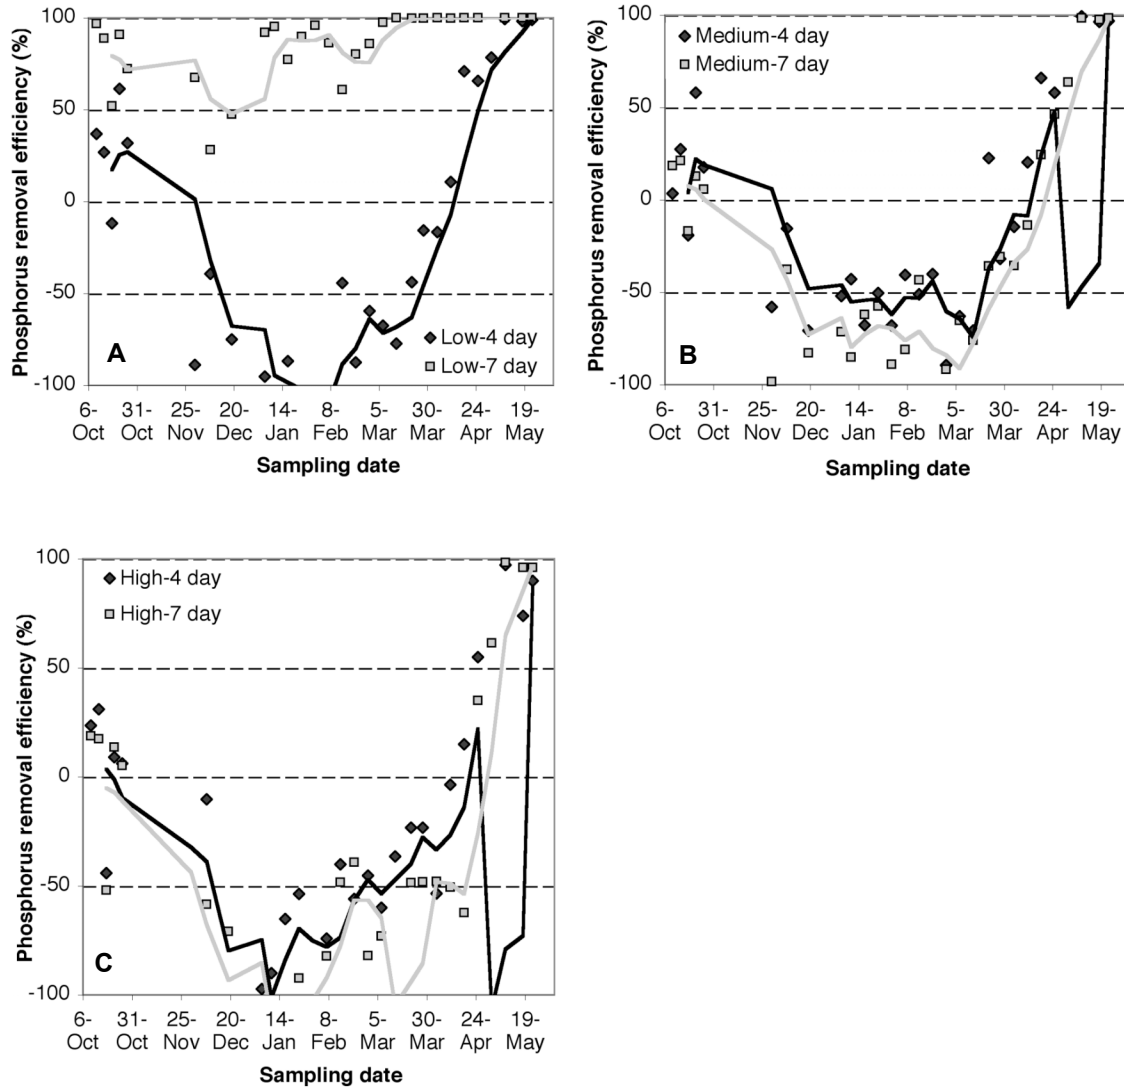 Phosphorus removal efficiency (%)
100
50
0
-50
-100
A
Low-4 day
Low-7 day
6- 31- 25- 20- 14- 8- 5- 30- 24- 19-
Oct Oct Nov Dec Jan Feb Mar Mar Apr May
Sampling date
Phosphorus removal efficiency (%)
100
50
0
-50
-100
Medium-4 day
Medium-7 day
B
6- 31- 25- 20- 14- 8- 5- 30- 24- 19-
Oct Oct Nov Dec Jan Feb Mar Mar Apr May
Sampling date
Phosphorus removal efficiency (%)
100
50
0
-50
-100
High-4 day
High-7 day
C
6- 31- 25- 20- 14- 8- 5- 30- 24- 19-
Oct Oct Nov Dec Jan Feb Mar Mar Apr May
Sampling date